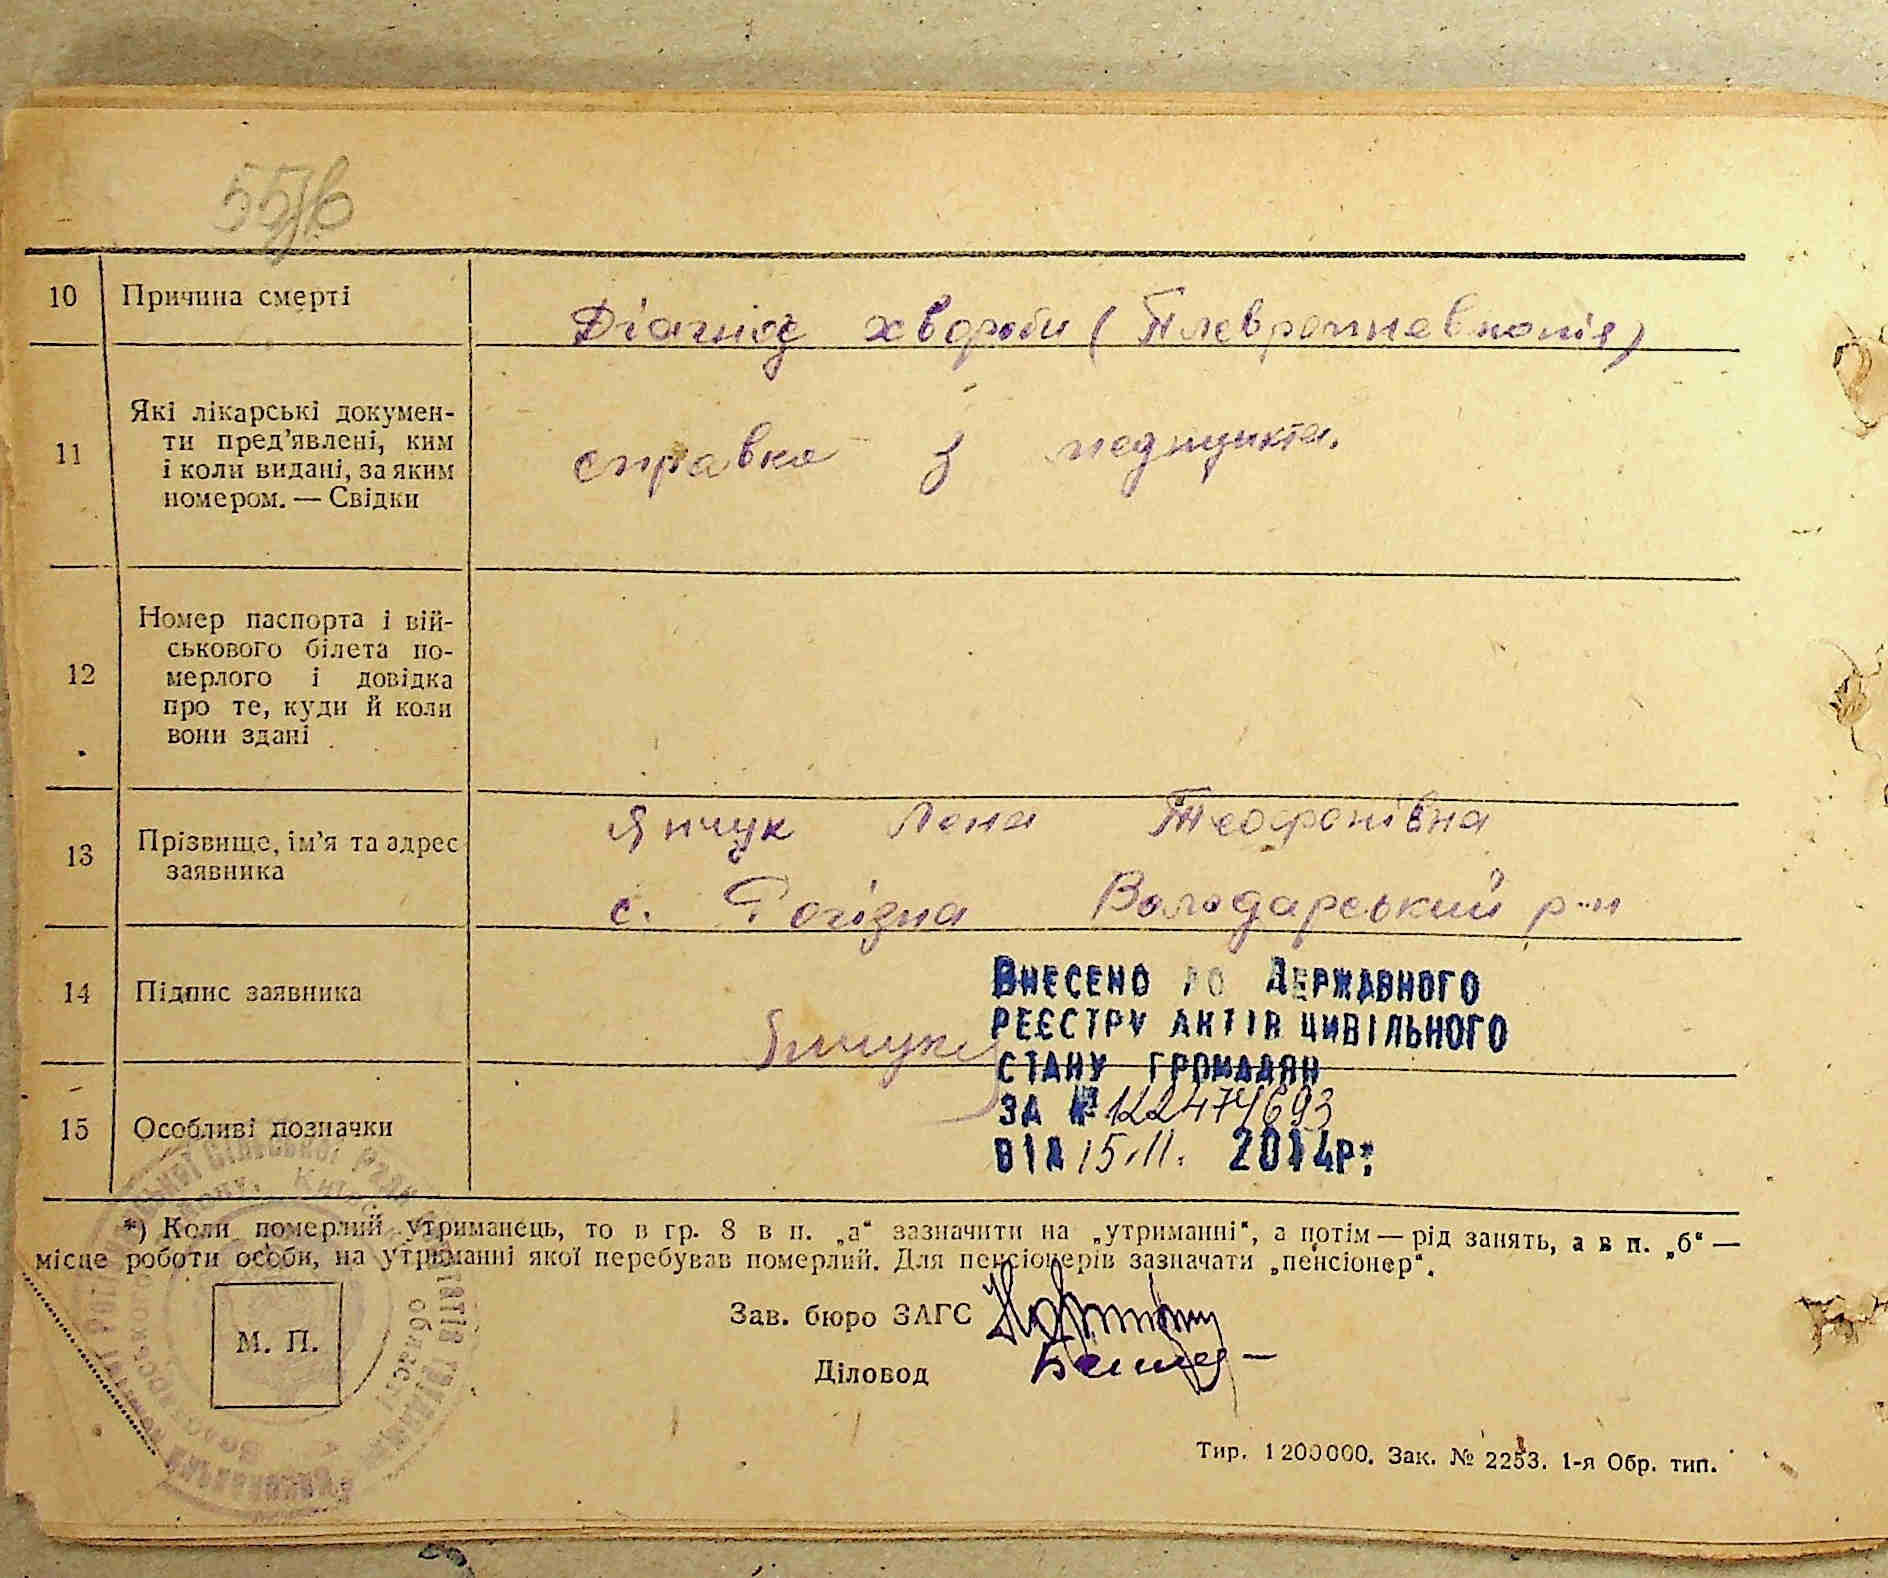 55/6
10 Причина смерті
Діагноз хвороби (Плевропневмонія)
11 Які лікарські докумен-
ти пред'явлені, ким
і коли видані, за яким
номером. — Свідки
справка з медпункта.
12 Номер паспорта і вій-
ськового білета по-
мерлого і довідка
про те, куди й коли
вони здані
13 Прізвище, ім'я та адрес
заявника
Янчук Лена Теофонівна
с. Рогізна Володарський р-н
14 Підпис заявника
Янчук
ВНЕСЕНО ДО ДЕРЖАВНОГО
РЕЄСТРУ АКТІВ ЦИВІЛЬНОГО
СТАНУ ГРОМАДЯН
ЗА № 122474693
ВІД 15.11. 2014Р.
15 Особливі позначки
*) Коли померлий утриманець, то в гр. 8 в п. „а“ зазначити на „утриманні“, а потім — рід занять, а в п. „б“ —
місце роботи особи, на утриманні якої перебував померлий. Для пенсіонерів зазначати „пенсіонер“.
М. П.
Зав. бюро ЗАГС
Діловод
Тир. 1200000. Зак. № 2253. 1-я Обр. тип.